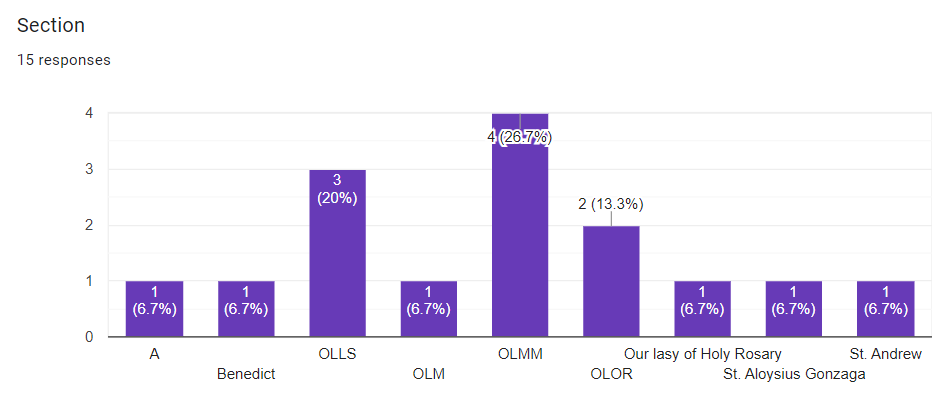 Section
15 responses
4
3
2
1
0
1
(6.7%)
1
(6.7%)
3
(20%)
1
(6.7%)
4 (26.7%)
2 (13.3%)
1
(6.7%)
1
(6.7%)
1
(6.7%)
A
Benedict
OLLS
OLM
OLMM
OLOR
Our lasy of Holy Rosary
St. Aloysius Gonzaga
St. Andrew